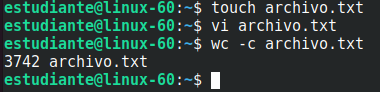 estudiante@linux-60:~$ touch archivo.txt
estudiante@linux-60:~$ vi archivo.txt
estudiante@linux-60:~$ wc -c archivo.txt
3742 archivo.txt
estudiante@linux-60:~$